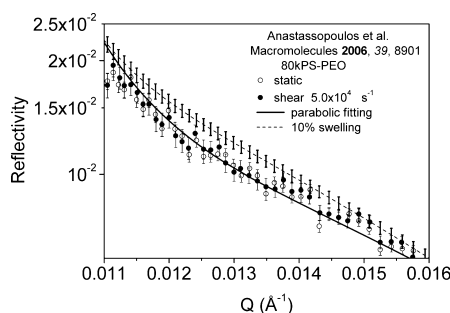 2.5x10⁻²
Anastassopoulos et al.
Macromolecules 2006, 39, 8901
80kPS-PEO
static
shear 5.0x10⁴ s⁻¹
parabolic fitting
10% swelling
1.5x10⁻²
10⁻²
Reflectivity
0.011 0.012 0.013 0.014 0.015 0.016
Q (Å⁻¹)